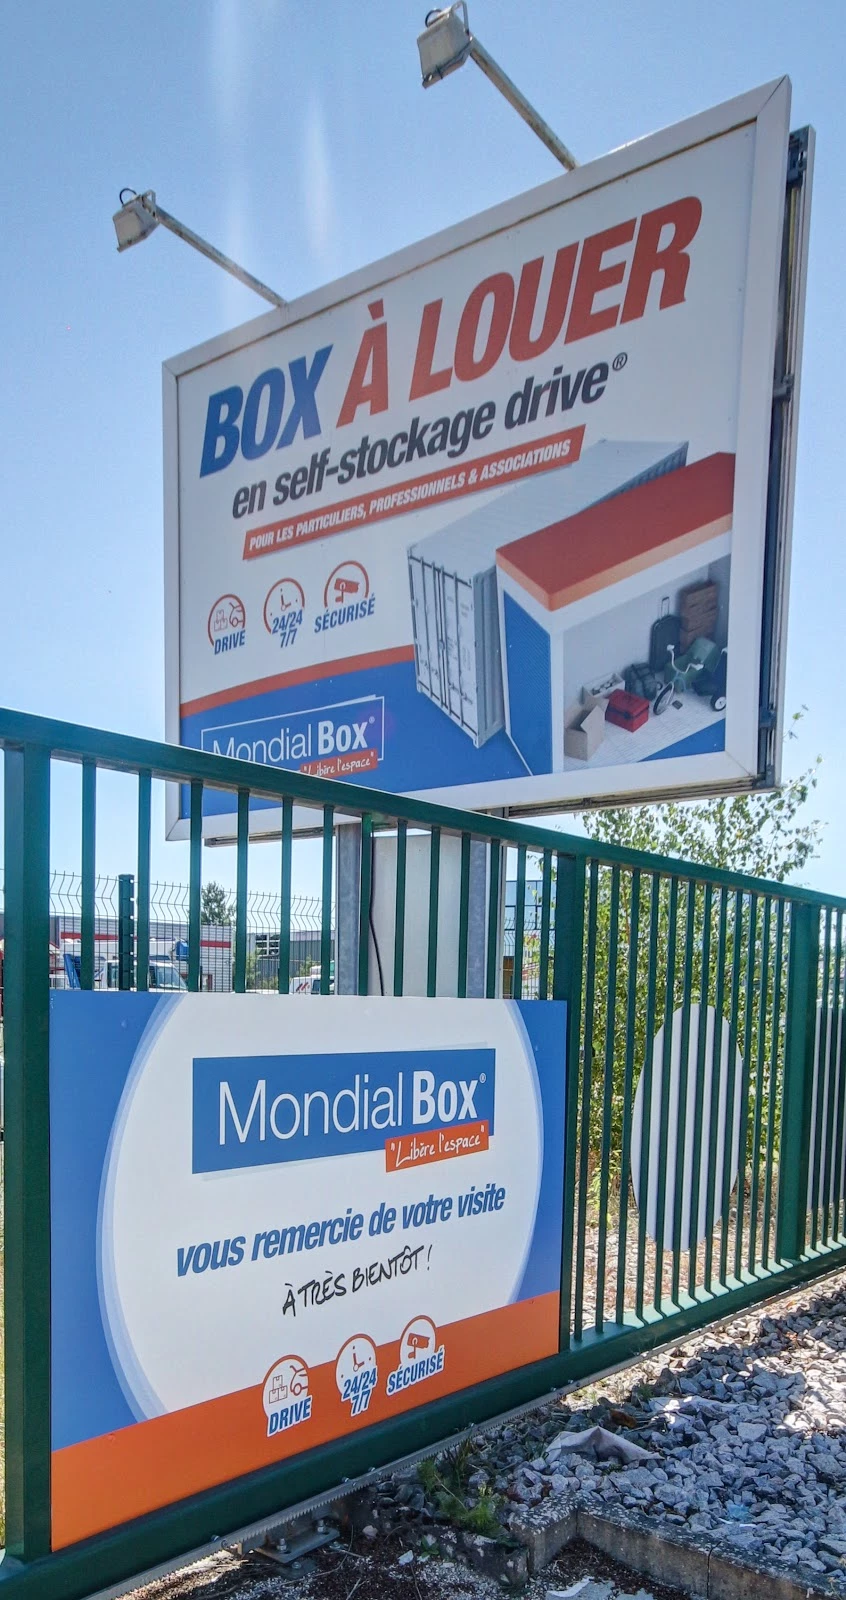 BOX À LOUER
en self-stockage drive®
POUR LES PARTICULIERS, PROFESSIONNELS & ASSOCIATIONS
DRIVE
24/24
7/7
SÉCURISÉ
Mondial Box®
"Libère l'espace"
Mondial Box®
"Libère l'espace"
vous remercie de votre visite
À TRÈS BIENTÔT !
DRIVE
24/24
7/7
SÉCURISÉ